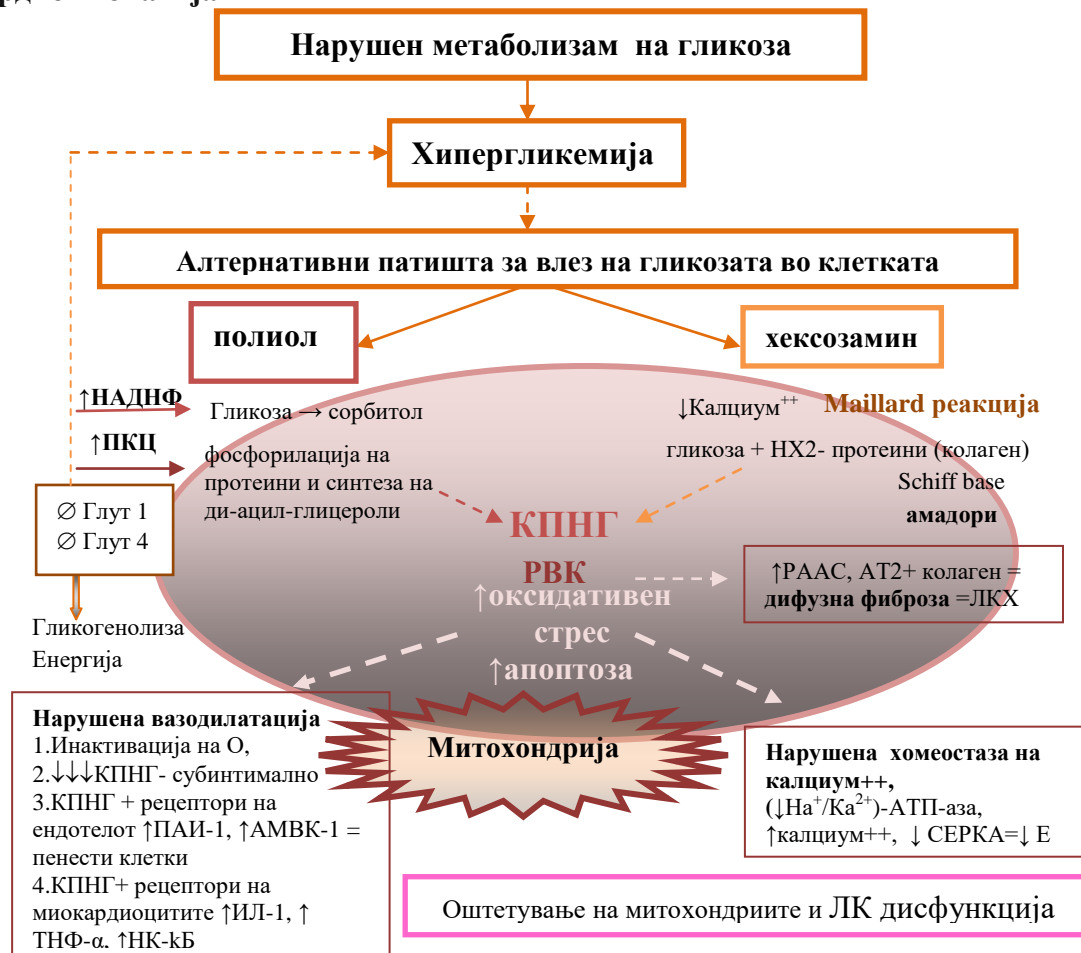 Нарушен метаболизам на гликоза
Хипергликемија
Алтернативни патишта за влез на гликозата во клетката
полиол
хексозамин
↑НАДНФ
Гликоза → сорбитол
↑ПКЦ
фосфорилација на
протеини и синтеза на
ди-ацил-глицероли
↓Калциум⁺⁺
Maillard реакција
гликоза + НХ2- протеини (колаген)
Schiff base
амадори
∅ Глут 1
∅ Глут 4
Гликогенолиза
Енергија
КПНГ
РВК
↑оксидативен
стрес
↑апоптоза
↑РААС, АТ2+ колаген =
дифузна фиброза =ЛКХ
Митохондрија
Нарушена вазодилатација
1.Инактивација на О,
2.↓↓↓КПНГ- субинтимално
3.КПНГ + рецептори на
ендотелот ↑ПАИ-1, ↑АМВК-1 =
пенести клетки
4.КПНГ+ рецептори на
миокардиоцитите ↑ИЛ-1, ↑
ТНФ-α, ↑НК-kБ
Нарушена хомеостаза на
калциум++,
(↓На⁺/Ка²⁺)-АТП-аза,
↑калциум++, ↓ СЕРКА=↓ Е
Оштетување на митохондриите и ЛК дисфункција